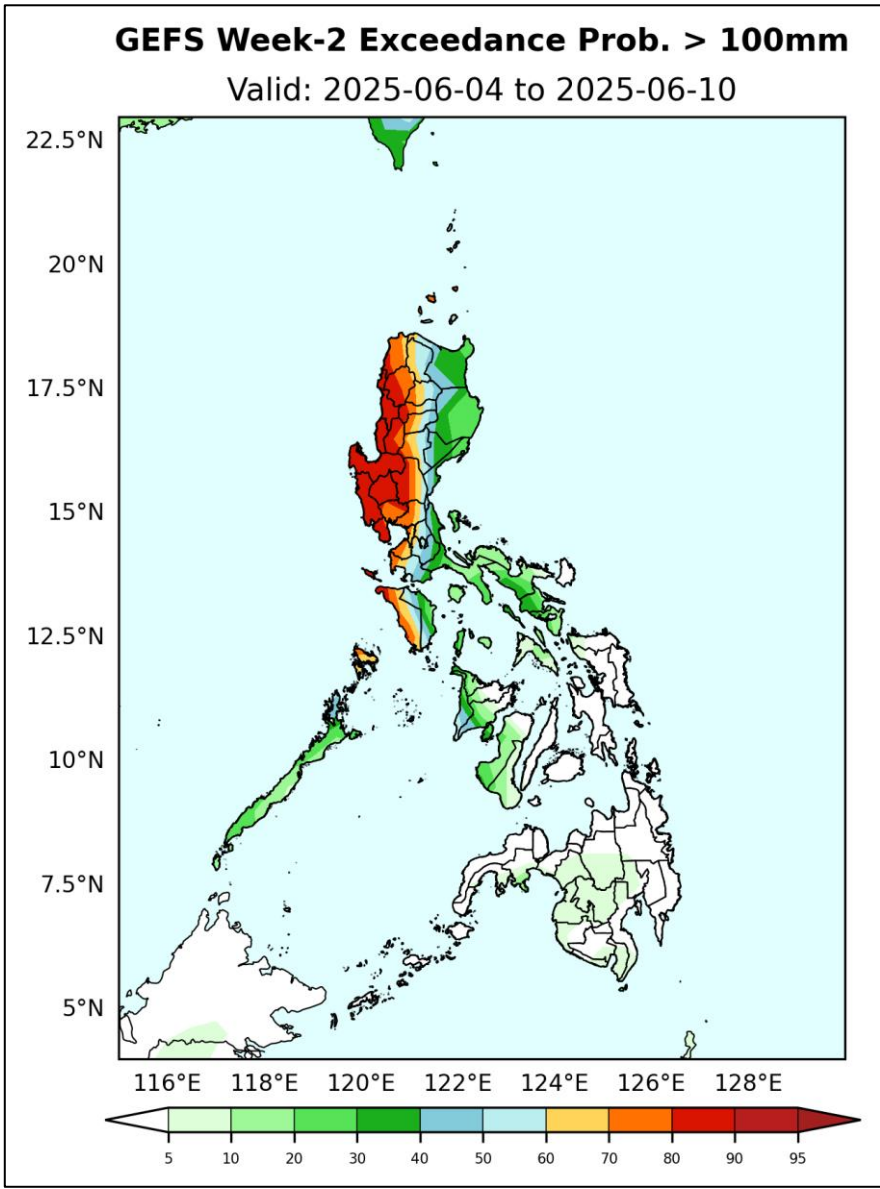 GEFS Week-2 Exceedance Prob. > 100mm
Valid: 2025-06-04 to 2025-06-10
22.5°N
20°N
17.5°N
15°N
12.5°N
10°N
7.5°N
5°N
116°E 118°E 120°E 122°E 124°E 126°E 128°E
5 10 20 30 40 50 60 70 80 90 95